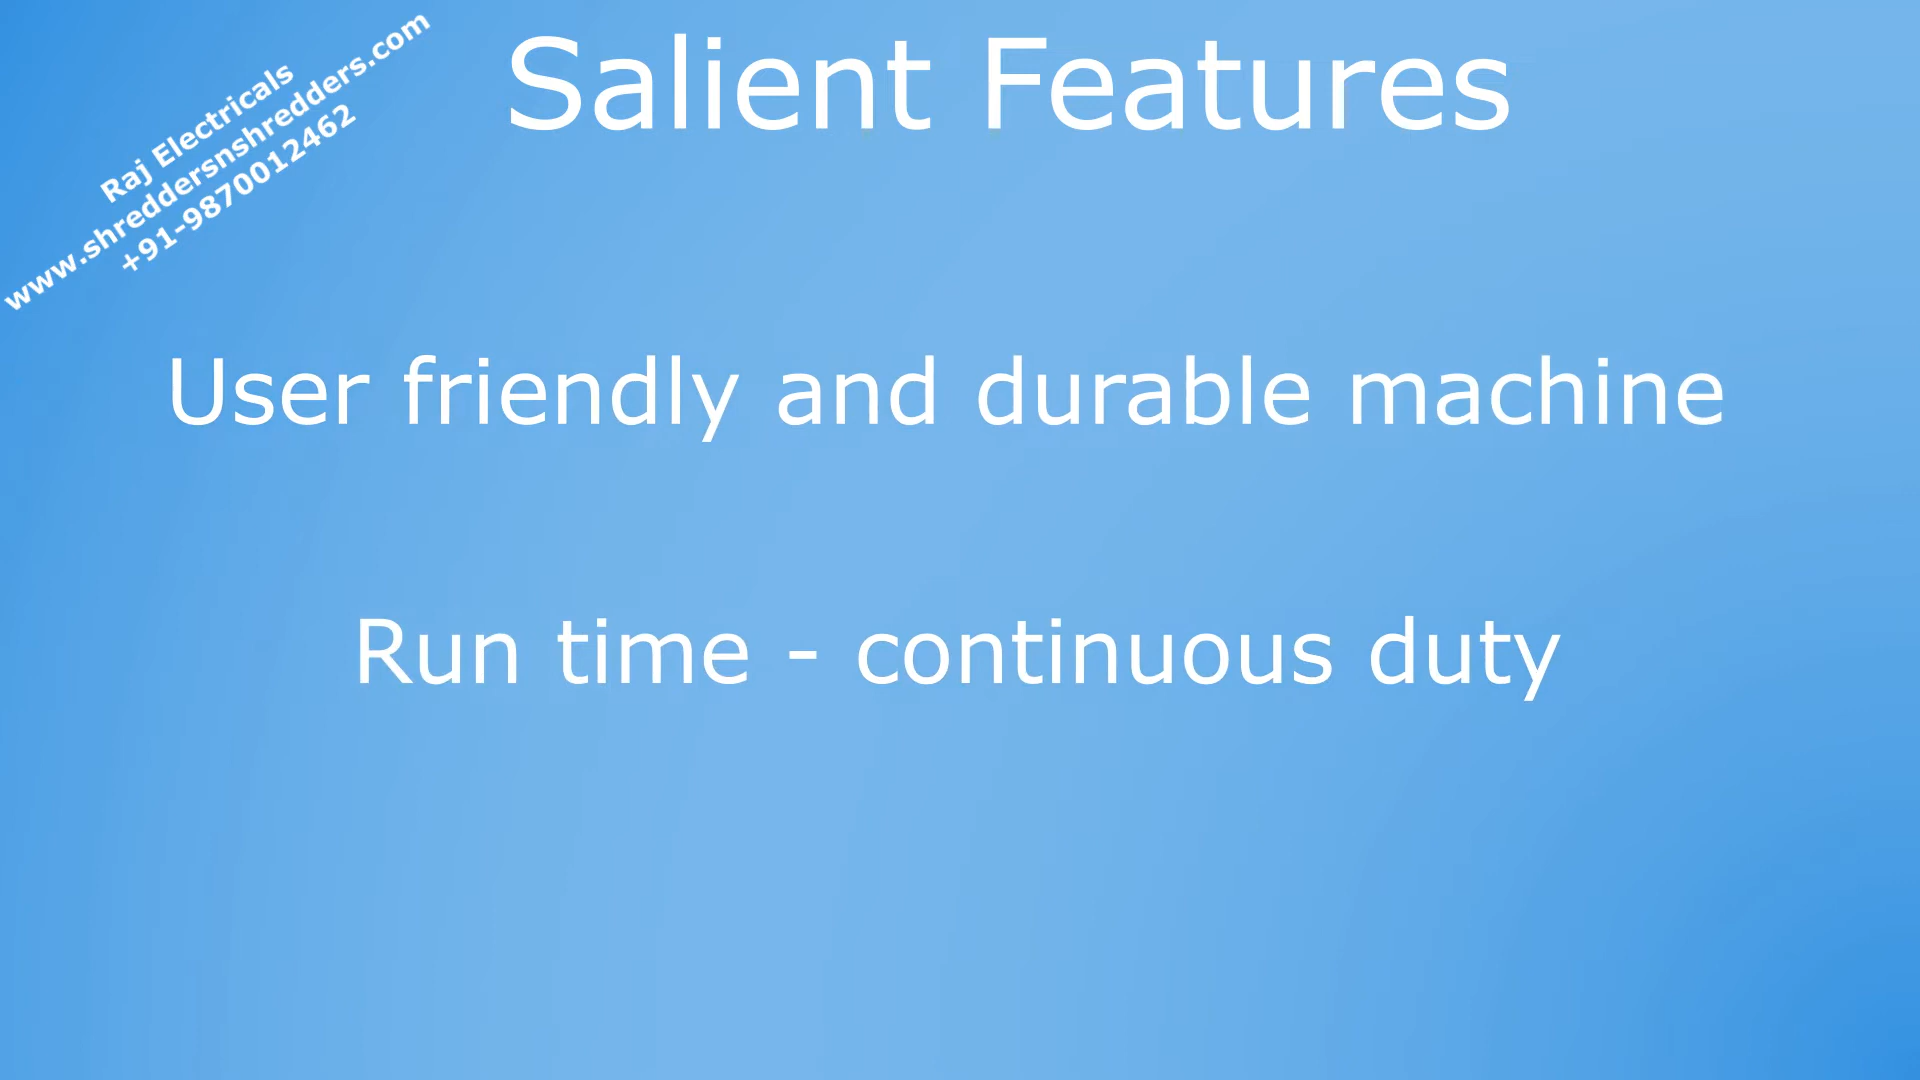 Raj Electricals
www.shreddersnshredders.com
+91-9870012462
Salient Features
User friendly and durable machine
Run time - continuous duty